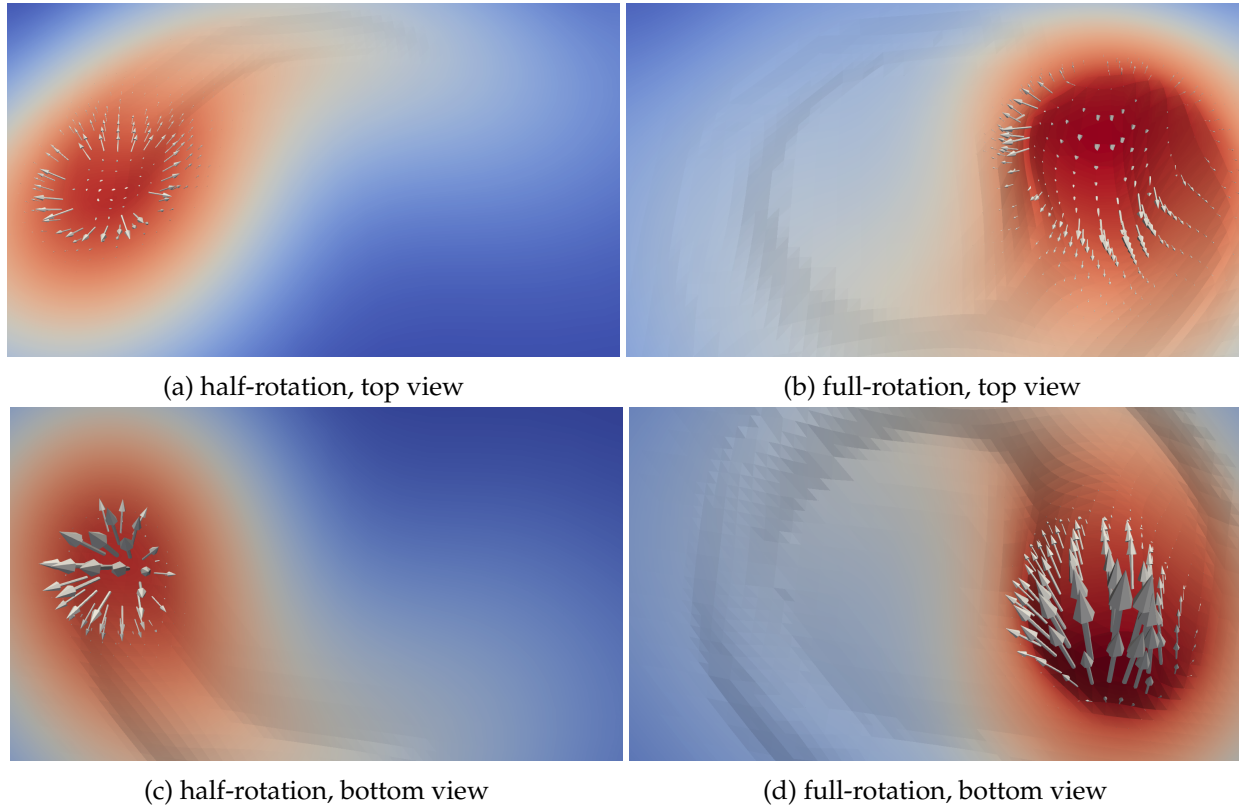 (a) half-rotation, top view
(b) full-rotation, top view
(c) half-rotation, bottom view
(d) full-rotation, bottom view